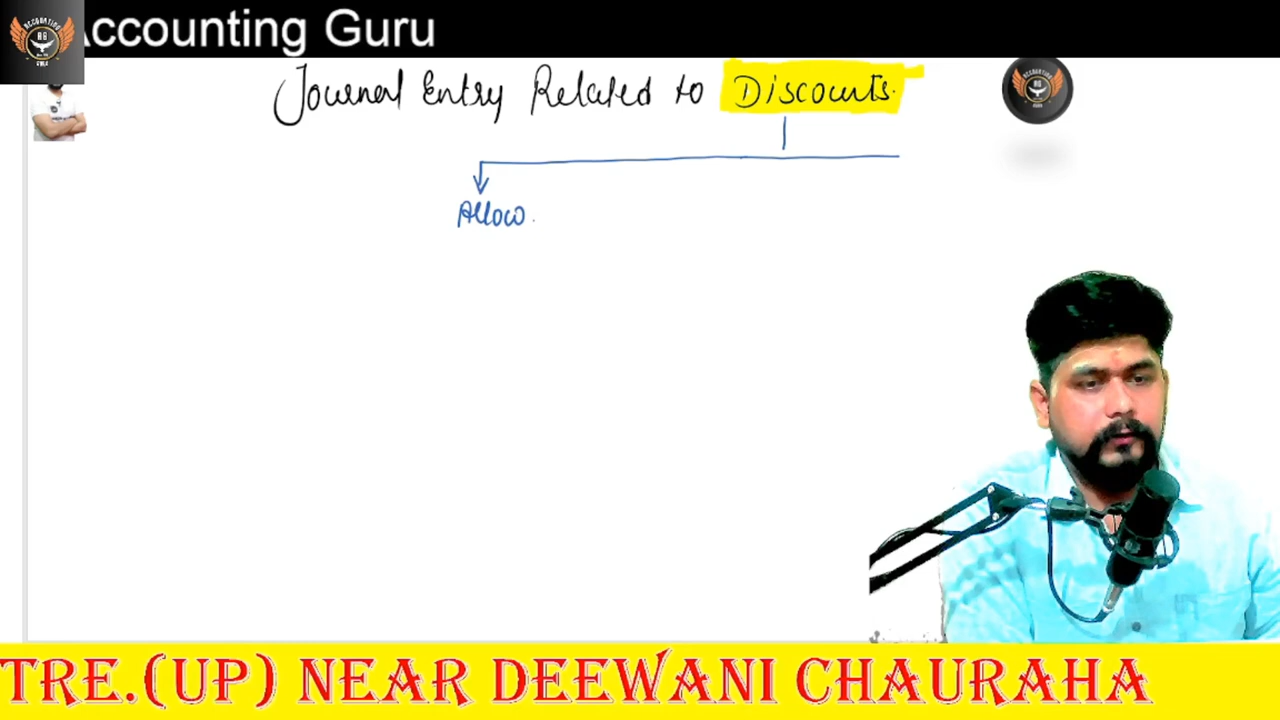 Accounting Guru
Journal Entry Related to Discounts.
Allow.
TRE.(UP) NEAR DEEWANI CHAURAHA